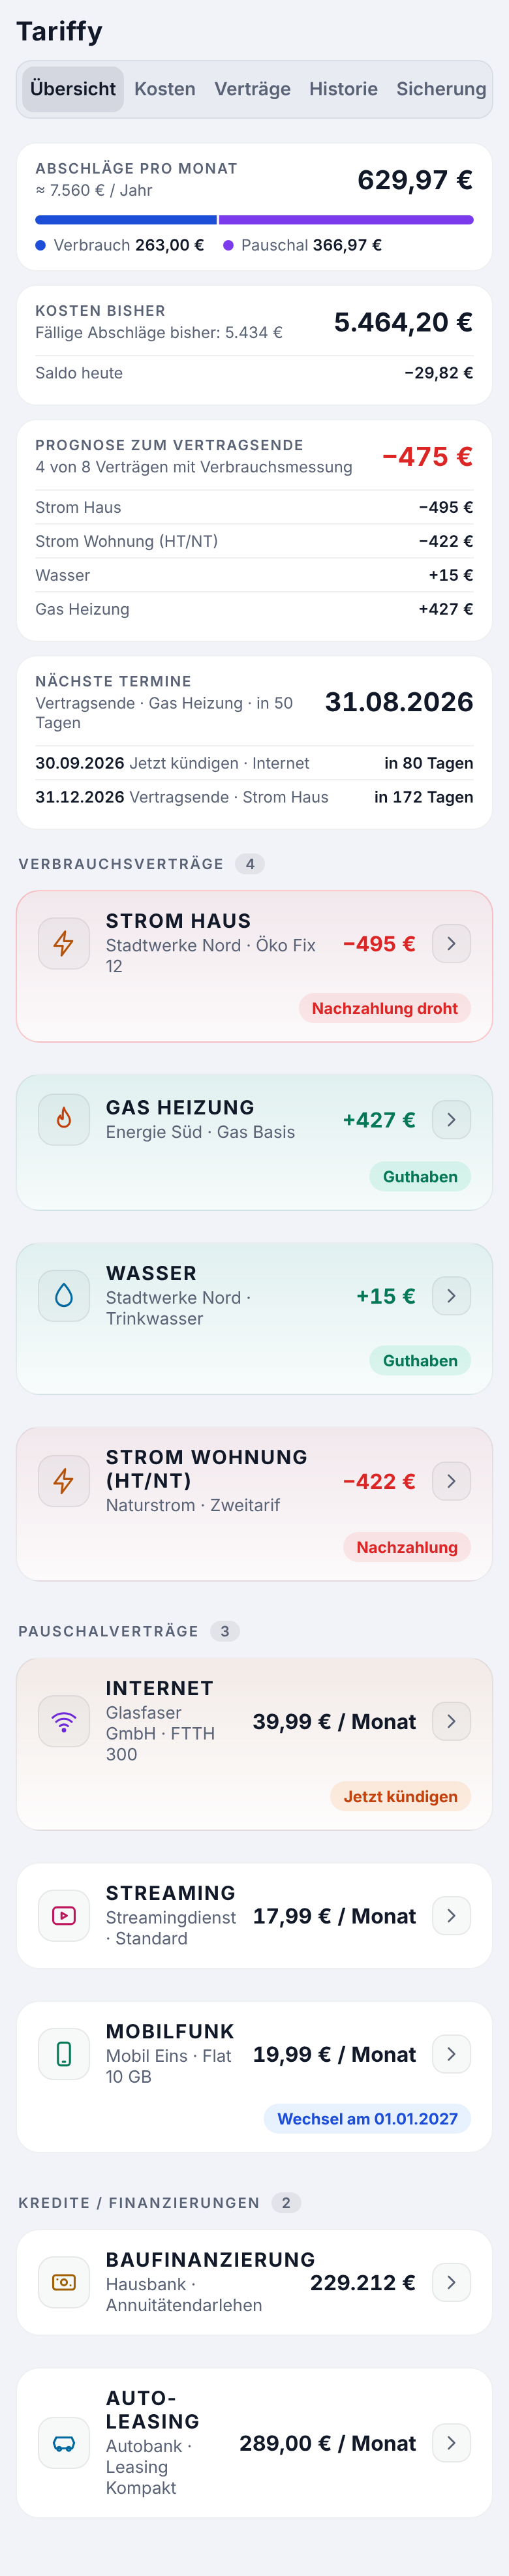 Tariffy
Übersicht Kosten Verträge Historie Sicherung
ABSCHLÄGE PRO MONAT
≈ 7.560 € / Jahr
629,97 €
Verbrauch 263,00 € Pauschal 366,97 €
KOSTEN BISHER
Fällige Abschläge bisher: 5.434 €
5.464,20 €
Saldo heute −29,82 €
PROGNOSE ZUM VERTRAGSENDE
4 von 8 Verträgen mit Verbrauchsmessung
−475 €
Strom Haus −495 €
Strom Wohnung (HT/NT) −422 €
Wasser +15 €
Gas Heizung +427 €
NÄCHSTE TERMINE
Vertragsende · Gas Heizung · in 50
Tagen
31.08.2026
30.09.2026 Jetzt kündigen · Internet in 80 Tagen
31.12.2026 Vertragsende · Strom Haus in 172 Tagen
VERBRAUCHSVERTRÄGE 4
STROM HAUS
Stadtwerke Nord · Öko Fix
12
−495 €
Nachzahlung droht
GAS HEIZUNG
Energie Süd · Gas Basis
+427 €
Guthaben
WASSER
Stadtwerke Nord ·
Trinkwasser
+15 €
Guthaben
STROM WOHNUNG
(HT/NT)
Naturstrom · Zweitarif
−422 €
Nachzahlung
PAUSCHALVERTRÄGE 3
INTERNET
Glasfaser
GmbH · FTTH
300
39,99 € / Monat
Jetzt kündigen
STREAMING
Streamingdienst
· Standard
17,99 € / Monat
MOBILFUNK
Mobil Eins · Flat
10 GB
19,99 € / Monat
Wechsel am 01.01.2027
KREDITE / FINANZIERUNGEN 2
BAUFINANZIERUNG
Hausbank ·
Annuitätendarlehen
229.212 €
AUTO-
LEASING
Autobank ·
Leasing
Kompakt
289,00 € / Monat